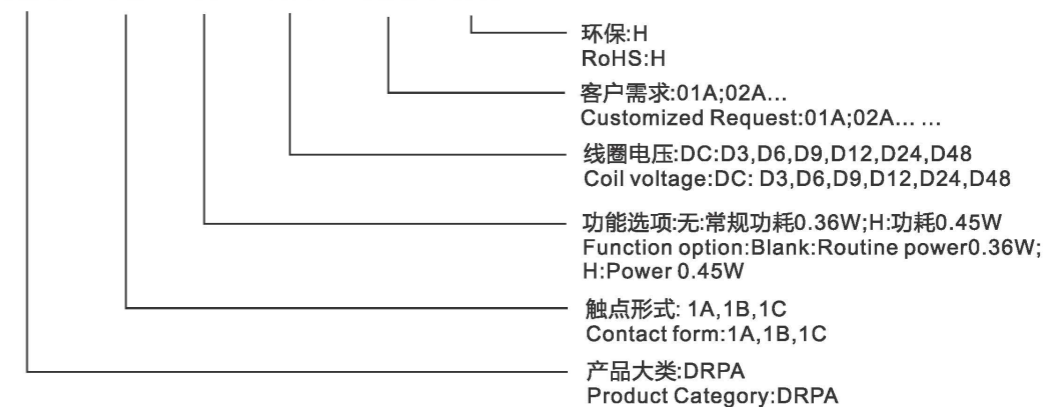 环保:H
RoHS:H
客户需求:01A;02A...
Customized Request:01A;02A... ...
线圈电压:DC:D3,D6,D9,D12,D24,D48
Coil voltage:DC: D3,D6,D9,D12,D24,D48
功能选项:无:常规功耗0.36W;H:功耗0.45W
Function option:Blank:Routine power0.36W;
H:Power 0.45W
触点形式: 1A,1B,1C
Contact form:1A,1B,1C
产品大类:DRPA
Product Category:DRPA